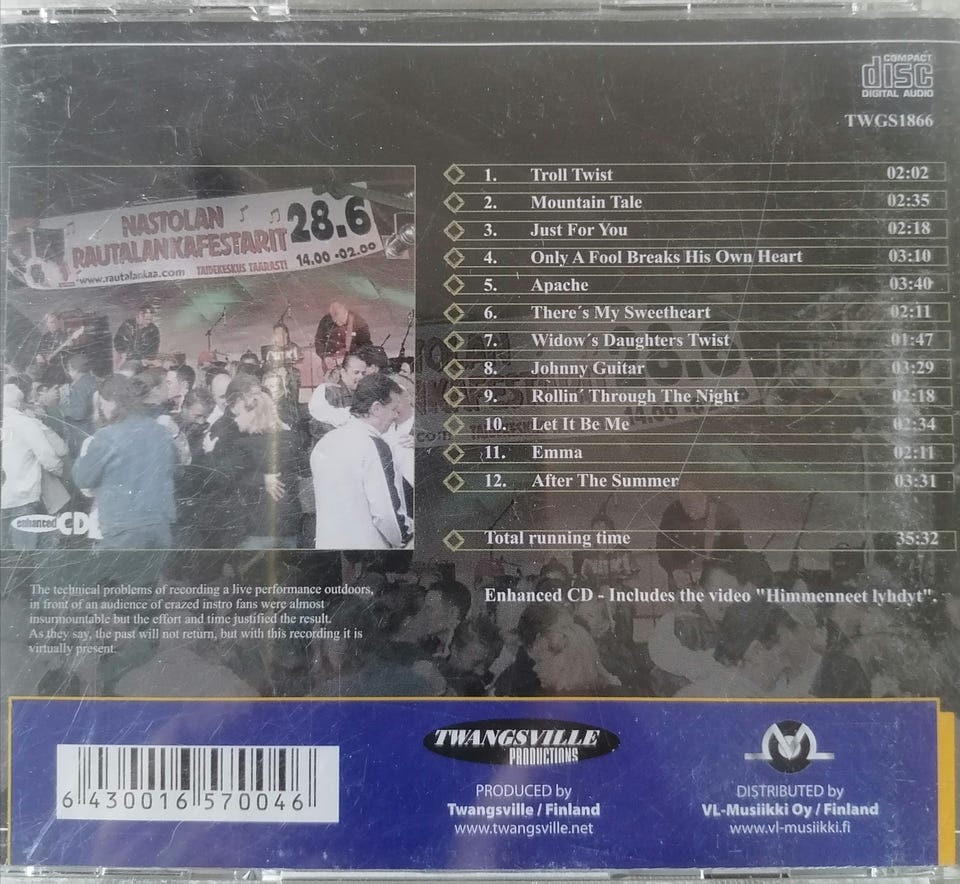 COMPACT
disc
DIGITAL AUDIO
TWGS1866
NASTOLAN
RAUTALANKAFESTARIT 28.6
www.rautalankaa.com TAIDEKESKUS TAARASTI 14.00 -02.00
1. Troll Twist 02:02
2. Mountain Tale 02:35
3. Just For You 02:18
4. Only A Fool Breaks His Own Heart 03:10
5. Apache 03:40
6. There´s My Sweetheart 02:11
7. Widow´s Daughters Twist 01:47
8. Johnny Guitar 03:29
9. Rollin´ Through The Night 02:18
10. Let It Be Me 02:34
11. Emma 02:11
12. After The Summer 03:31
Total running time 35:32
enhanced CD
Enhanced CD - Includes the video "Himmenneet lyhdyt".
The technical problems of recording a live performance outdoors,
in front of an audience of crazed instro fans were almost
insurmountable but the effort and time justified the result.
As they say, the past will not return, but with this recording it is
virtually present.
6 430016 570046
TWANGSVILLE
PRODUCTIONS
PRODUCED by
Twangsville / Finland
www.twangsville.net
DISTRIBUTED by
VL-Musiikki Oy / Finland
www.vl-musiikki.fi